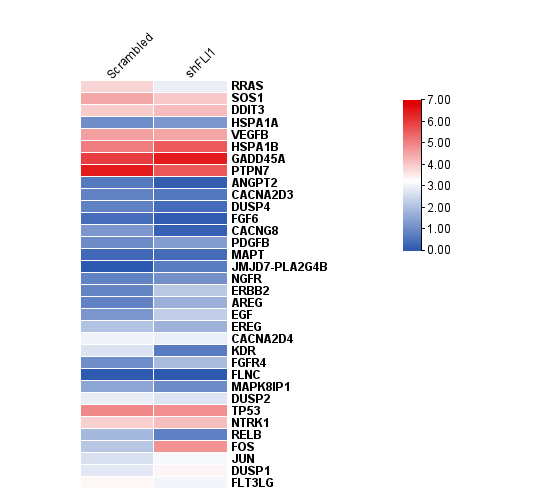 Scrambled
shFLI1
RRAS
SOS1
DDIT3
HSPA1A
VEGFB
HSPA1B
GADD45A
PTPN7
ANGPT2
CACNA2D3
DUSP4
FGF6
CACNG8
PDGFB
MAPT
JMJD7-PLA2G4B
NGFR
ERBB2
AREG
EGF
EREG
CACNA2D4
KDR
FGFR4
FLNC
MAPK8IP1
DUSP2
TP53
NTRK1
RELB
FOS
JUN
DUSP1
FLT3LG
7.00
6.00
5.00
4.00
3.00
2.00
1.00
0.00